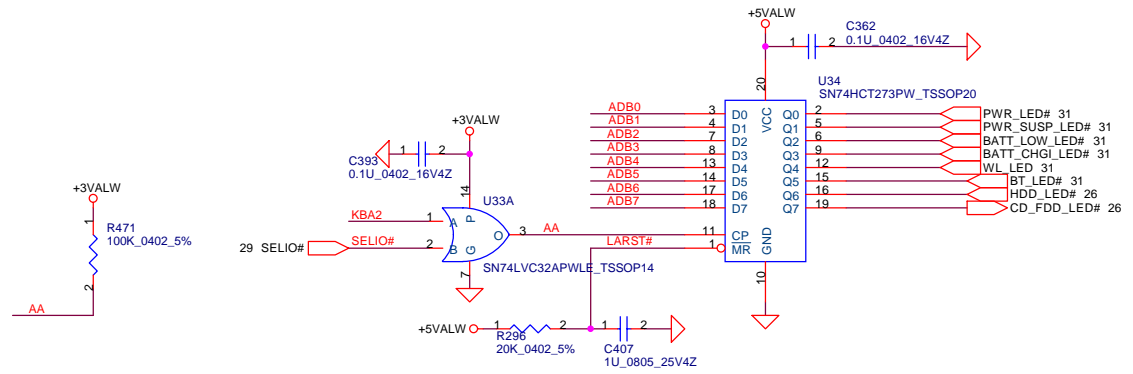 +5VALW
C362
1 2
0.1U_0402_16V4Z
U34
SN74HCT273PW_TSSOP20
20
VCC
ADB0 3 D0 Q0 2 PWR_LED# 31
ADB1 4 D1 Q1 5 PWR_SUSP_LED# 31
ADB2 7 D2 Q2 6 BATT_LOW_LED# 31
ADB3 8 D3 Q3 9 BATT_CHGI_LED# 31
ADB4 13 D4 Q4 12 WL_LED 31
ADB5 14 D5 Q5 15 BT_LED# 31
ADB6 17 D6 Q6 16 HDD_LED# 26
ADB7 18 D7 Q7 19 CD_FDD_LED# 26
11 CP
1 MR
GND
10
+3VALW
1 2
C393
0.1U_0402_16V4Z
14
U33A
KBA2 1 A P
O 3 AA
29 SELIO# SELIO# 2 B G
7
SN74LVC32APWLE_TSSOP14
LARST#
+3VALW
1
R471
100K_0402_5%
2
AA
+5VALW 1 2 1 2
R296
20K_0402_5%
C407
1U_0805_25V4Z